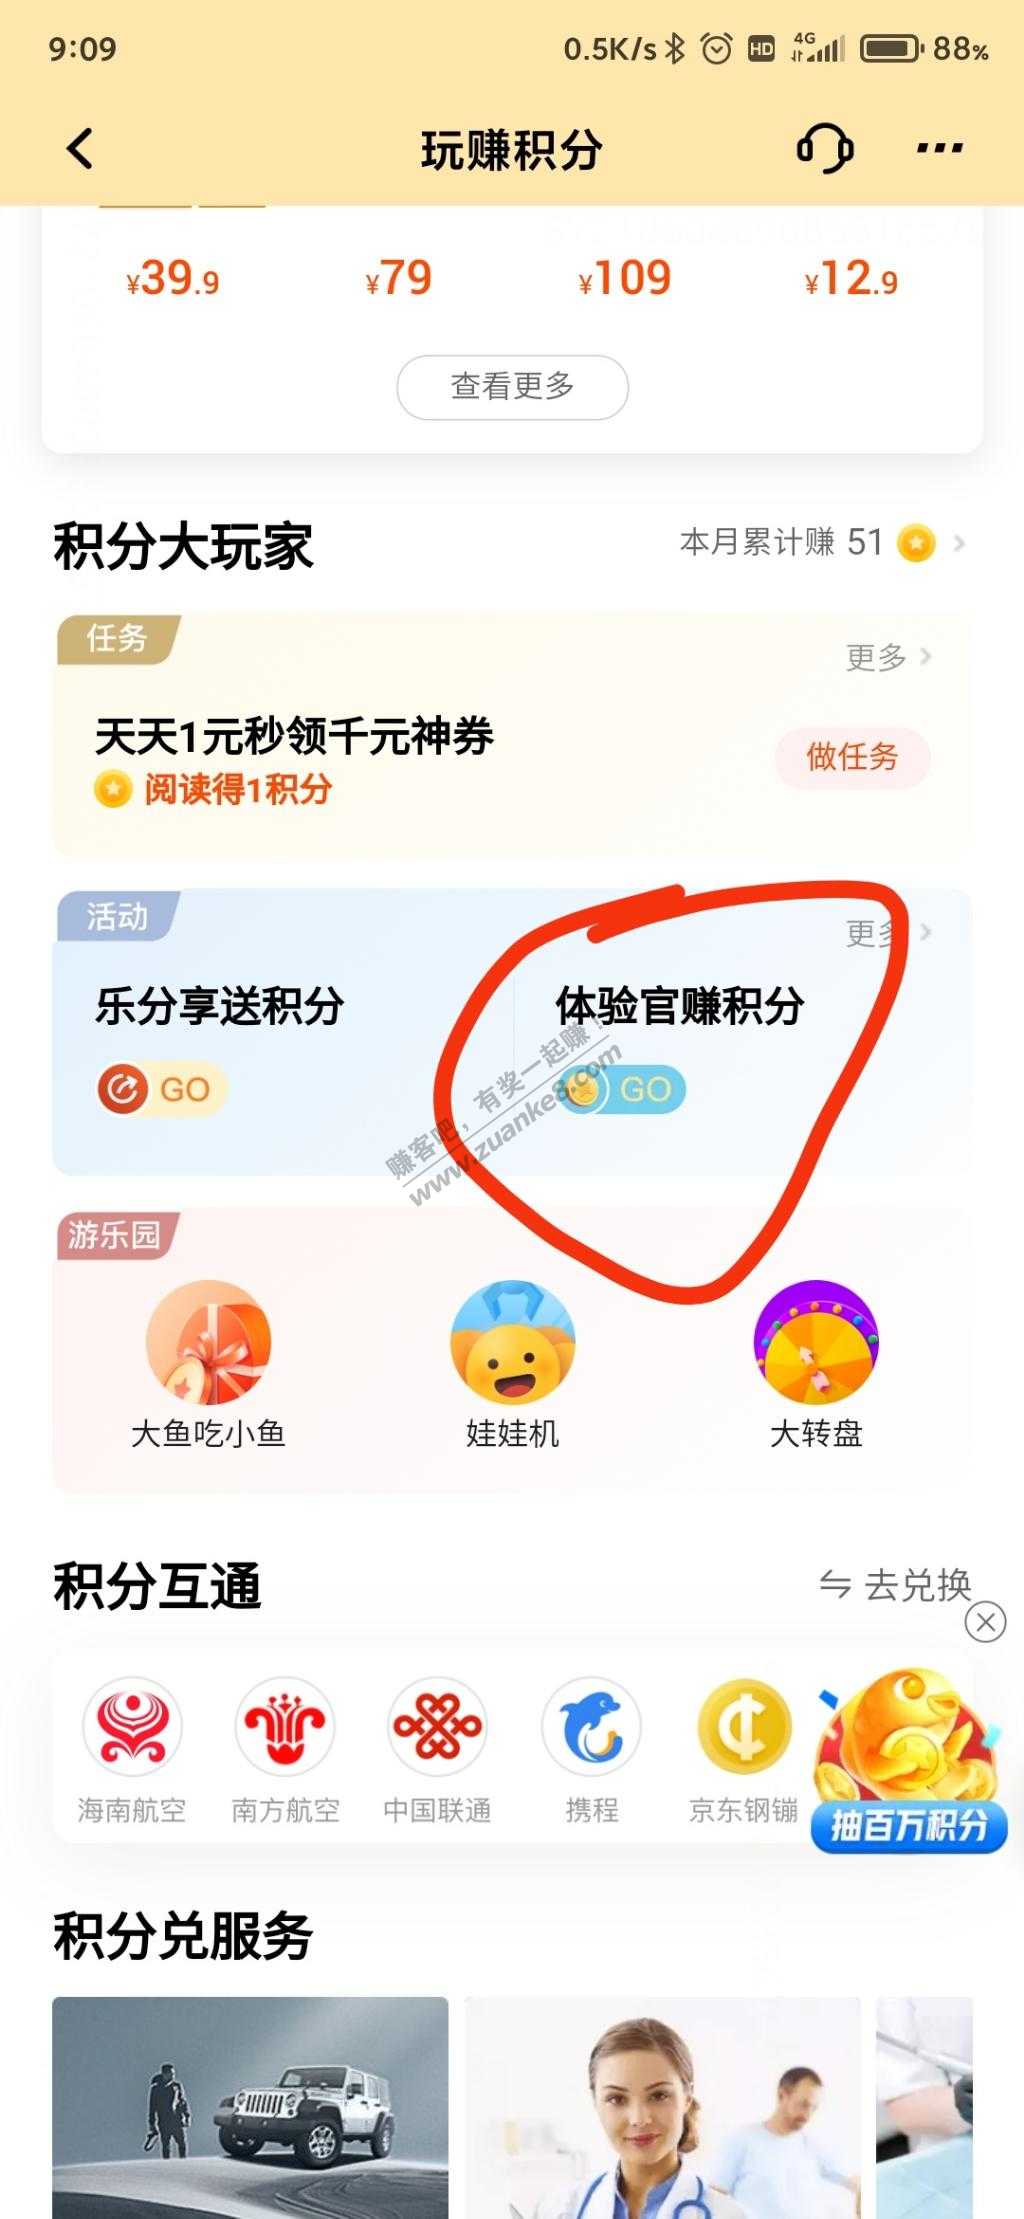 9:09
0.5K/s HD 4G 88%
玩赚积分
¥39.9 ¥79 ¥109 ¥12.9
查看更多
积分大玩家
本月累计赚 51
任务
更多
天天1元秒领千元神券
阅读得1积分
做任务
活动
更多
乐分享送积分
体验官赚积分
GO
GO
赚客吧，有奖一起赚！
www.zuanke8.com
游乐园
大鱼吃小鱼
娃娃机
大转盘
积分互通
去兑换
海南航空
南方航空
中国联通
携程
京东钢镚
抽百万积分
积分兑服务